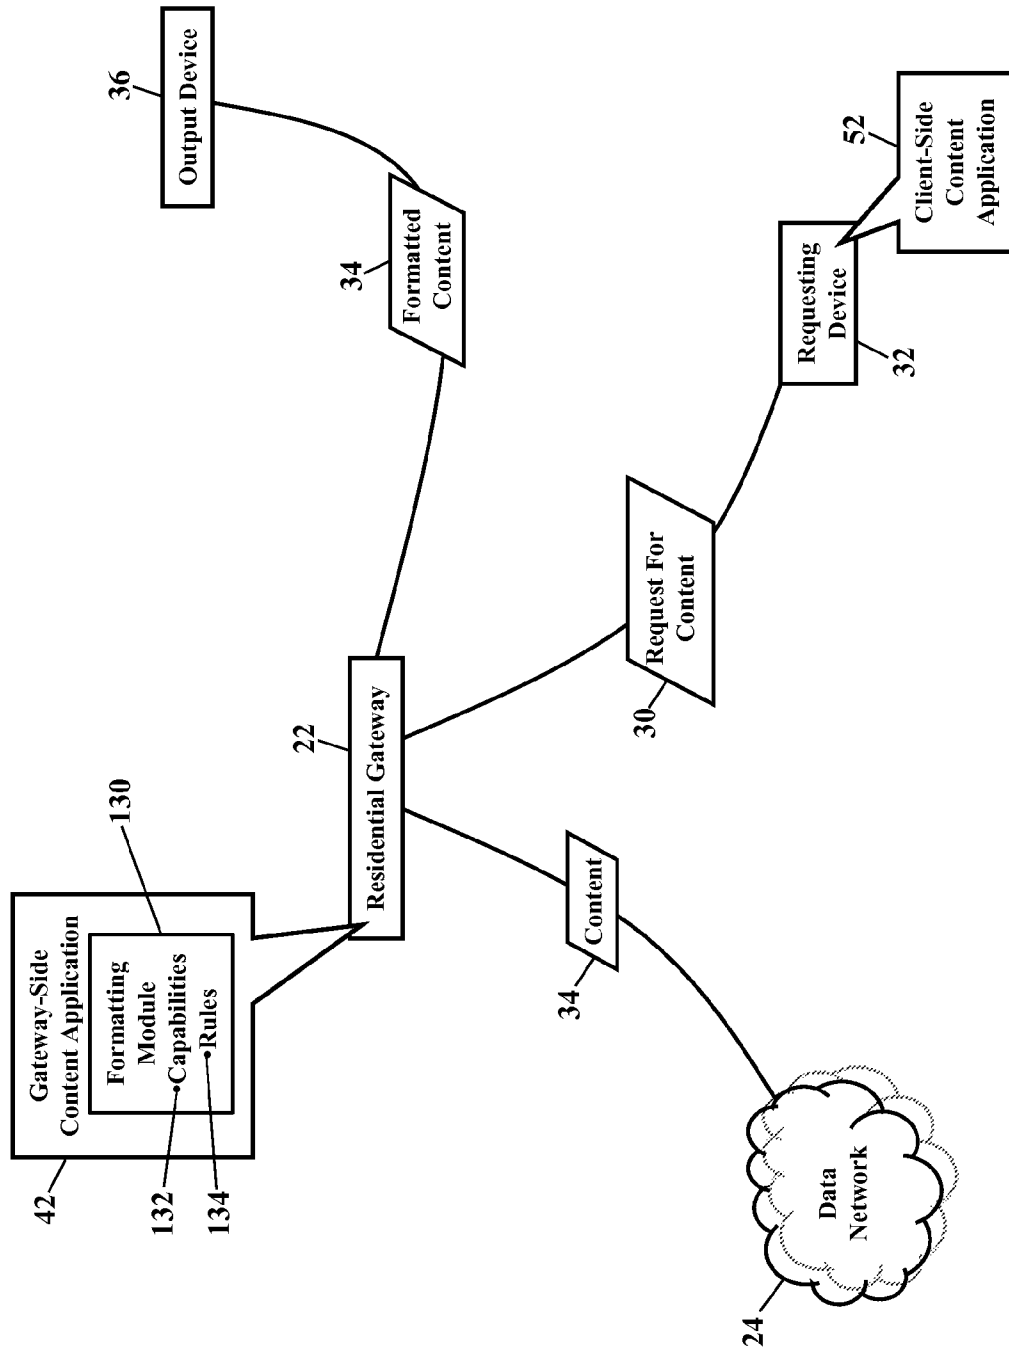 42
Gateway-Side
Content Application
130
Formatting
Module
•Capabilities
•Rules
132
134
22
Residential Gateway
36
Output Device
34
Formatted
Content
24
Data
Network
34
Content
30
Request For
Content
32
Requesting
Device
52
Client-Side
Content
Application